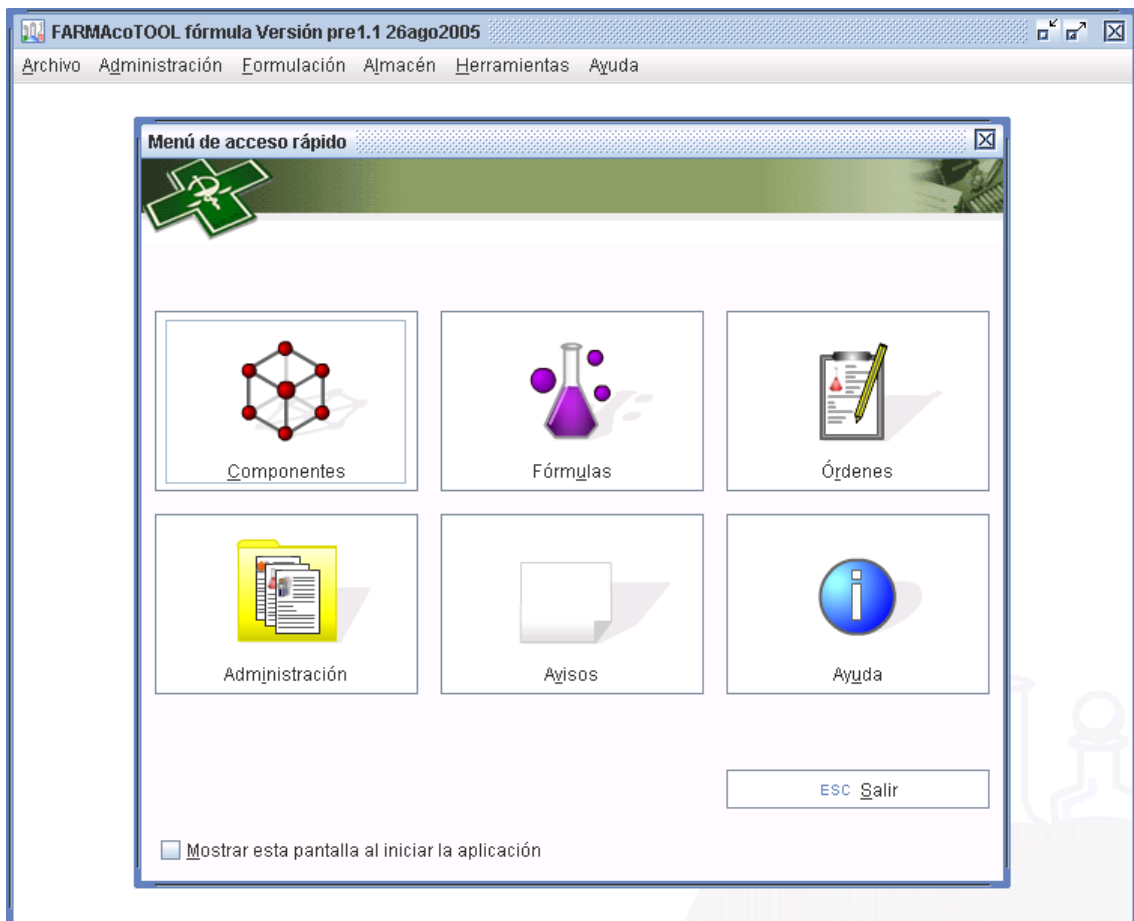 FARMAcoTOOL fórmula Versión pre1.1 26ago2005
Archivo Administración Formulación Almacén Herramientas Ayuda
Menú de acceso rápido
Componentes Fórmulas Órdenes
Administración Avisos Ayuda
ESC Salir
Mostrar esta pantalla al iniciar la aplicación